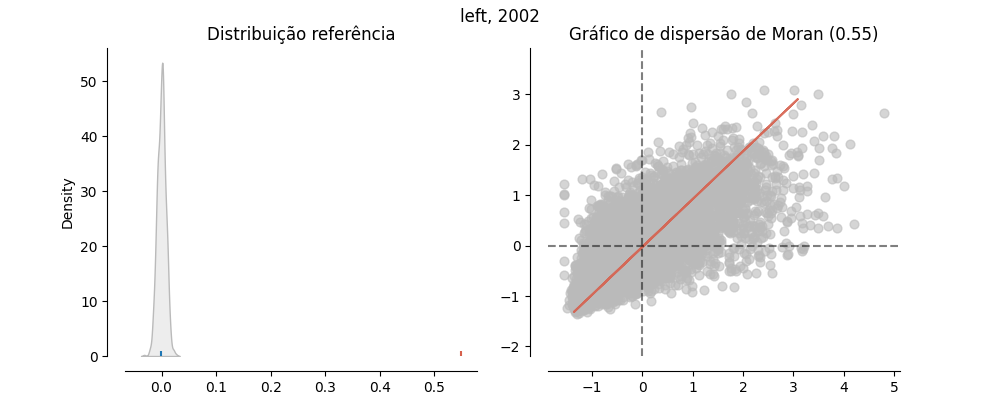 left, 2002
Distribuição referência
Gráfico de dispersão de Moran (0.55)
Density
50
40
30
20
10
0
0.0 0.1 0.2 0.3 0.4 0.5
3
2
1
0
−1
−2
−1 0 1 2 3 4 5